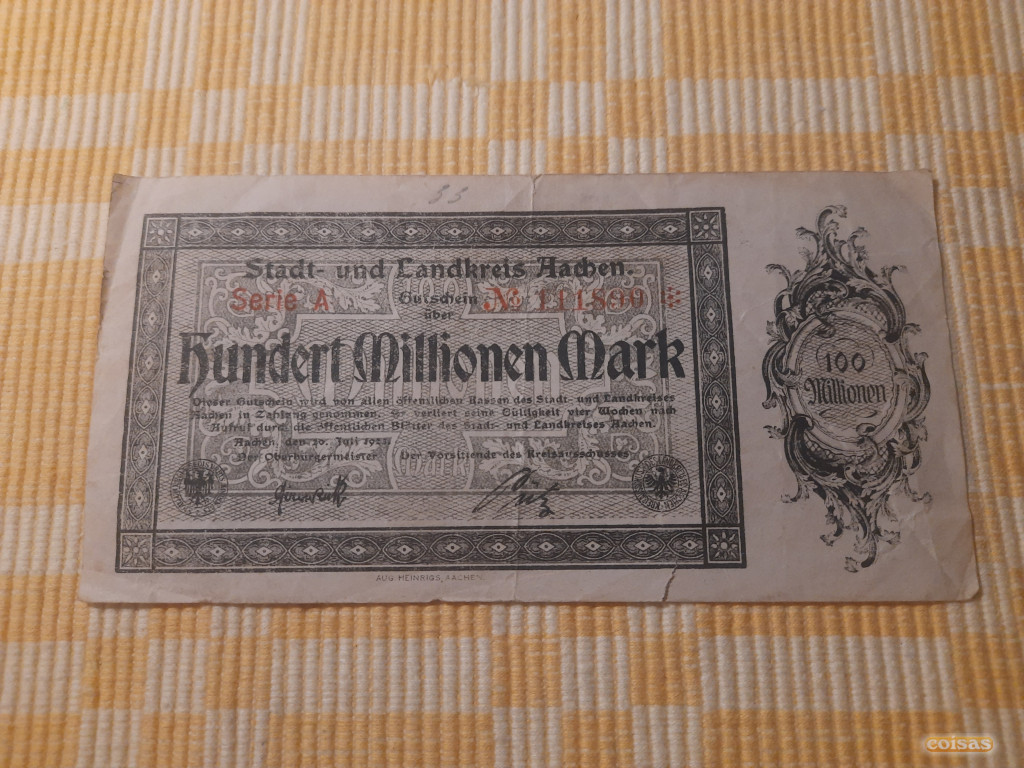 33
Stadt- und Landkreis Aachen.
Serie A Gutschein № 111899
über
Hundert Millionen Mark
Dieser Gutschein wird von allen öffentlichen Kassen des Stadt- und Landkreises
Aachen in Zahlung genommen. Er verliert seine Gültigkeit vier Wochen nach
Aufruf durch die öffentlichen Blätter des Stadt- und Landkreises Aachen.
Aachen, den 20. Juli 1923.
Der Oberbürgermeister Der Vorsitzende des Kreisausschusses
AUG. HEINRIGS, AACHEN.
100
Millionen
coisas